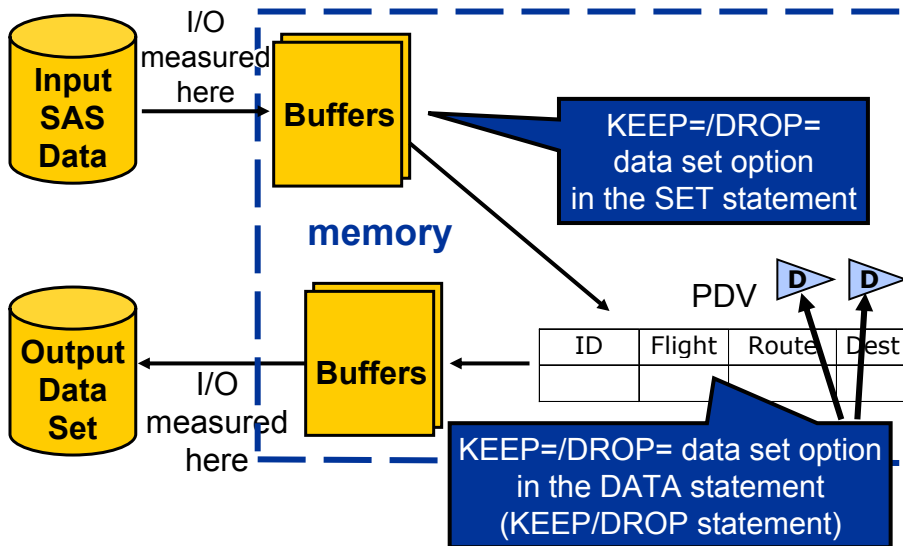 I/O
measured
here
Input
SAS
Data
Buffers
KEEP=/DROP=
data set option
in the SET statement
memory
PDV
D
D
ID
Flight
Route
Dest
Output
Data
Set
I/O
measured
here
Buffers
KEEP=/DROP= data set option
in the DATA statement
(KEEP/DROP statement)